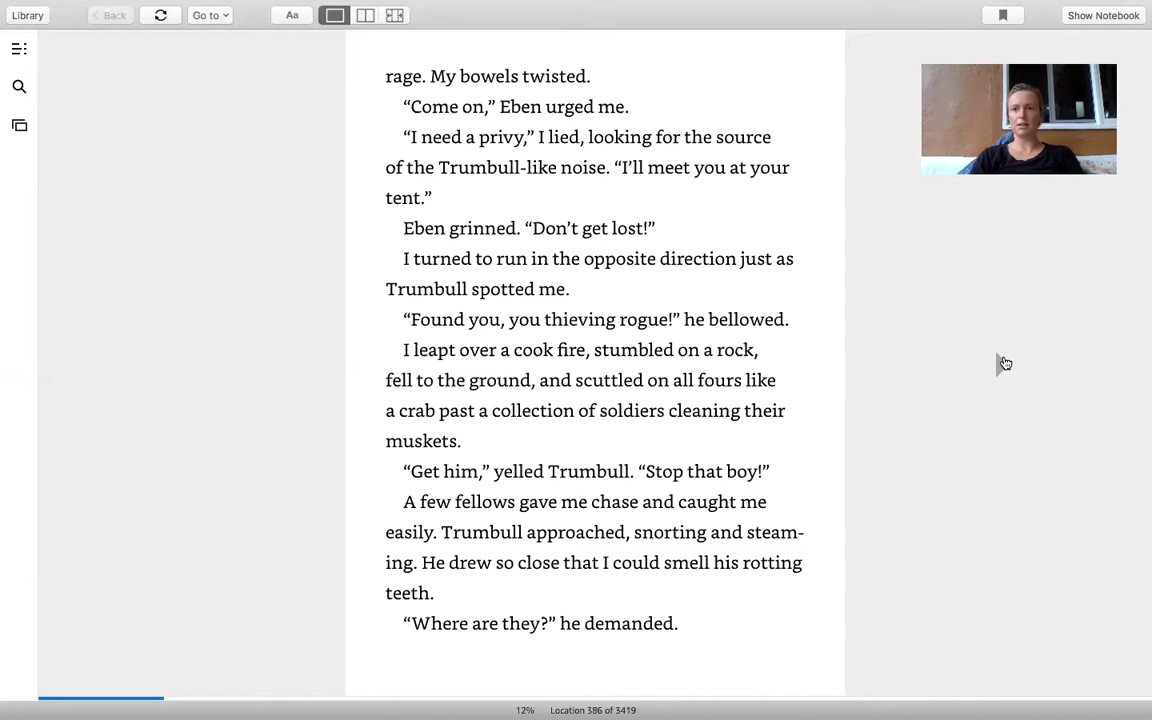 Library
Back
Go to
Aa
Show Notebook
rage. My bowels twisted.
“Come on,” Eben urged me.
“I need a privy,” I lied, looking for the source
of the Trumbull-like noise. “I’ll meet you at your
tent.”
Eben grinned. “Don’t get lost!”
I turned to run in the opposite direction just as
Trumbull spotted me.
“Found you, you thieving rogue!” he bellowed.
I leapt over a cook fire, stumbled on a rock,
fell to the ground, and scuttled on all fours like
a crab past a collection of soldiers cleaning their
muskets.
“Get him,” yelled Trumbull. “Stop that boy!”
A few fellows gave me chase and caught me
easily. Trumbull approached, snorting and steam-
ing. He drew so close that I could smell his rotting
teeth.
“Where are they?” he demanded.
12% Location 386 of 3419